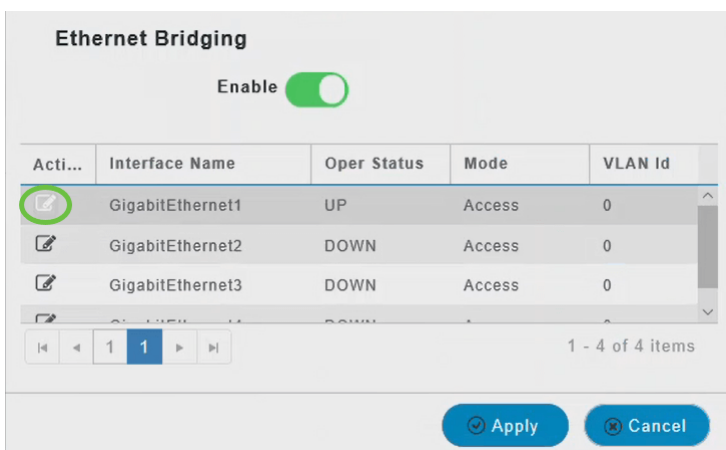 Ethernet Bridging
Enable
Acti... Interface Name Oper Status Mode VLAN Id
GigabitEthernet1 UP Access 0
GigabitEthernet2 DOWN Access 0
GigabitEthernet3 DOWN Access 0
1 1 1 - 4 of 4 items
Apply Cancel